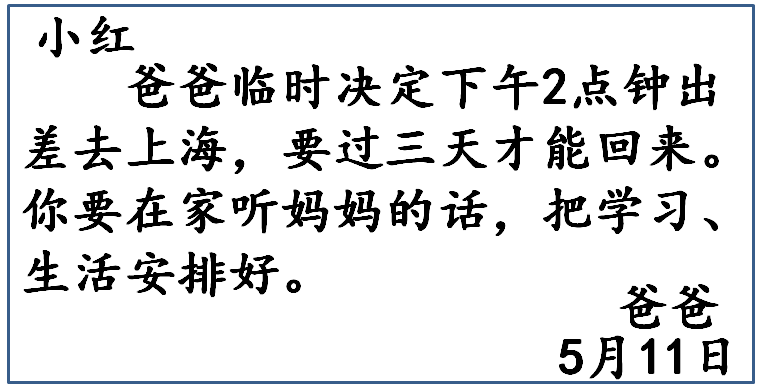 小红
爸爸临时决定下午2点钟出
差去上海，要过三天才能回来。
你要在家听妈妈的话，把学习、
生活安排好。
爸爸
5月11日